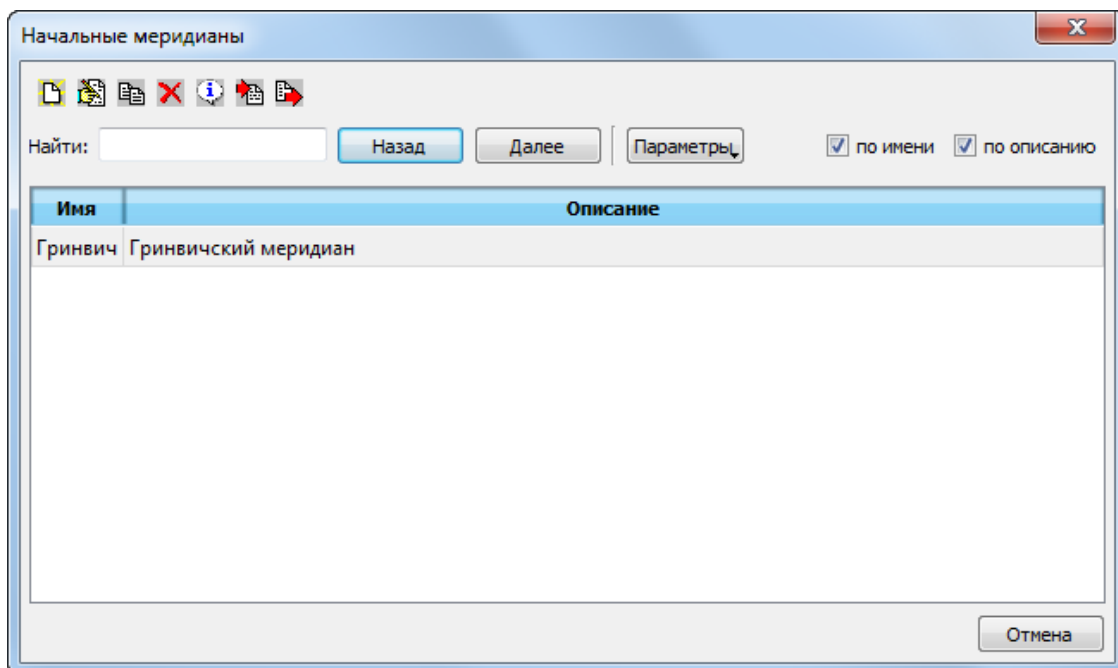 Начальные меридианы
Найти: Назад Далее Параметры по имени по описанию
Имя Описание
Гринвич Гринвичский меридиан
Отмена